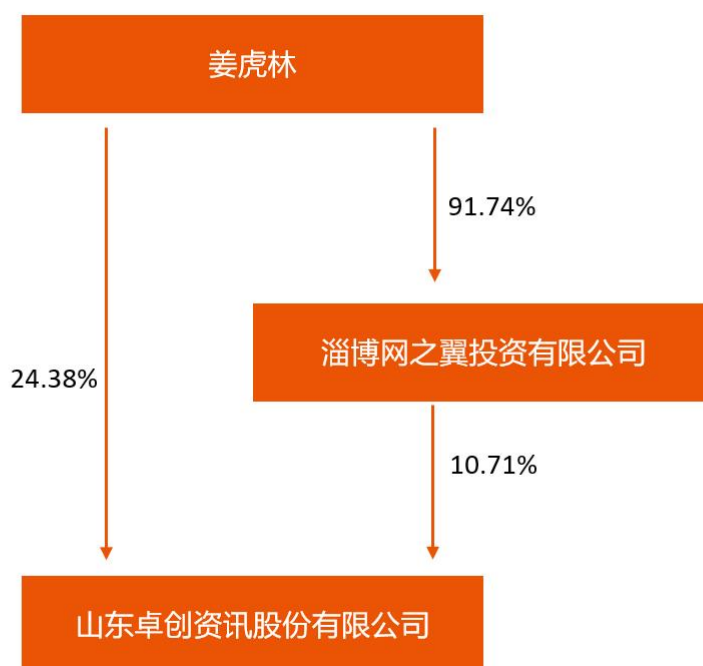 姜虎林
91.74%
淄博网之翼投资有限公司
24.38%
10.71%
山东卓创资讯股份有限公司